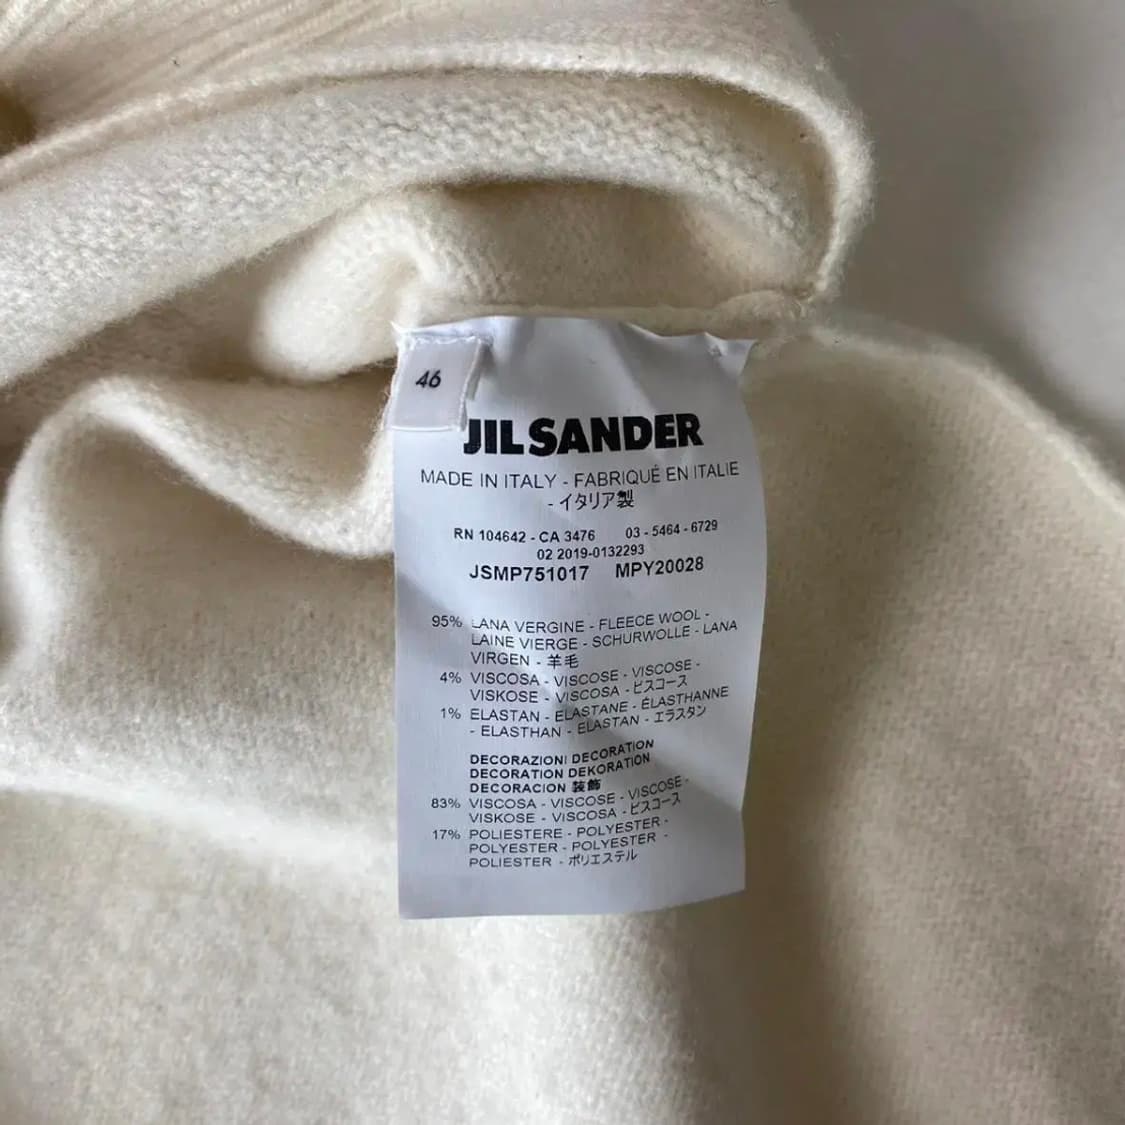 46
JIL SANDER
MADE IN ITALY - FABRIQUÉ EN ITALIE
- イタリア製
RN 104642 - CA 3476 03 - 5464 - 6729
02 2019-0132293
JSMP751017 MPY20028
95% LANA VERGINE - FLEECE WOOL -
LAINE VIERGE - SCHURWOLLE - LANA
VIRGEN - 羊毛
4% VISCOSA - VISCOSE - VISCOSE -
VISKOSE - VISCOSA - ビスコース
1% ELASTAN - ELASTANE - ÉLASTHANNE
- ELASTHAN - ELASTAN - エラスタン
DECORAZIONI DECORATION
DECORATION DEKORATION
DECORACION 装飾
83% VISCOSA - VISCOSE - VISCOSE -
VISKOSE - VISCOSA - ビスコース
17% POLIESTERE - POLYESTER -
POLYESTER - POLYESTER -
POLIESTER - ポリエステル